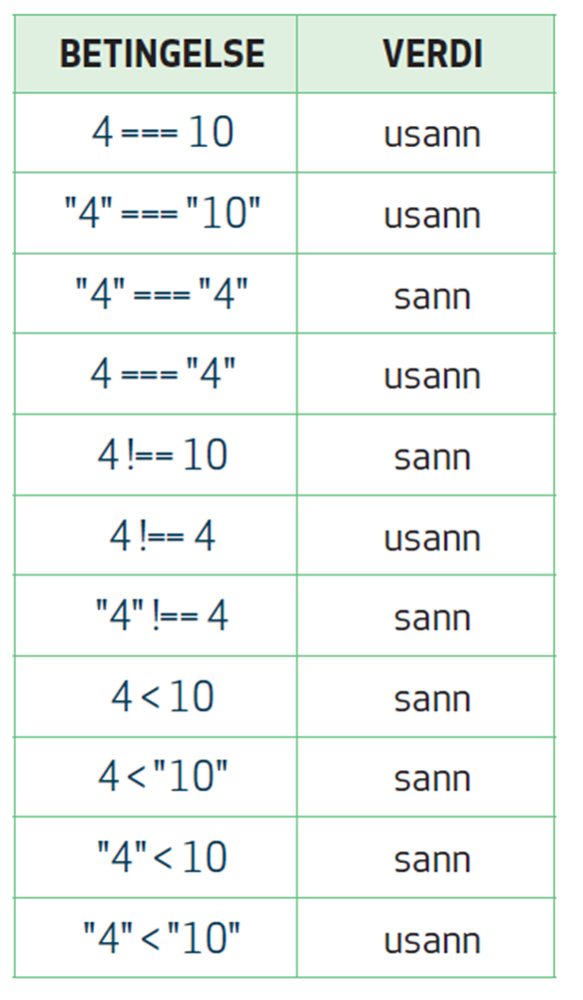 BETINGELSE VERDI
4 === 10 usann
"4" === "10" usann
"4" === "4" sann
4 === "4" usann
4 !== 10 sann
4 !== 4 usann
"4" !== 4 sann
4 < 10 sann
4 < "10" sann
"4" < 10 sann
"4" < "10" usann